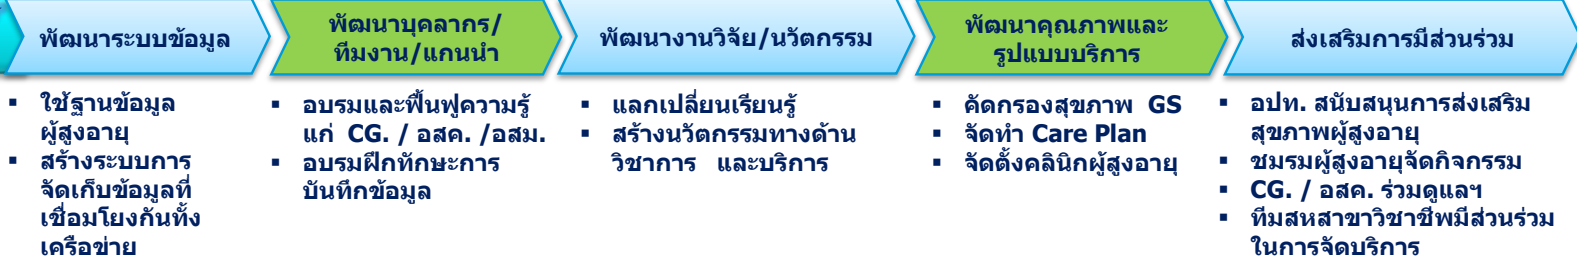 พัฒนาระบบข้อมูล
พัฒนาบุคลากร/
ทีมงาน/แกนนำ
พัฒนางานวิจัย/นวัตกรรม
พัฒนาคุณภาพและ
รูปแบบบริการ
ส่งเสริมการมีส่วนร่วม
▪ ใช้ฐานข้อมูล
ผู้สูงอายุ
▪ สร้างระบบการ
จัดเก็บข้อมูลที่
เชื่อมโยงกันทั้ง
เครือข่าย
▪ อบรมและฟื้นฟูความรู้
แก่ CG. / อสค. /อสม.
▪ อบรมฝึกทักษะการ
บันทึกข้อมูล
▪ แลกเปลี่ยนเรียนรู้
▪ สร้างนวัตกรรมทางด้าน
วิชาการ และบริการ
▪ คัดกรองสุขภาพ GS
▪ จัดทำ Care Plan
▪ จัดตั้งคลินิกผู้สูงอายุ
▪ อปท. สนับสนุนการส่งเสริม
สุขภาพผู้สูงอายุ
▪ ชมรมผู้สูงอายุจัดกิจกรรม
▪ CG. / อสค. ร่วมดูแลฯ
▪ ทีมสหสาขาวิชาชีพมีส่วนร่วม
ในการจัดบริการ